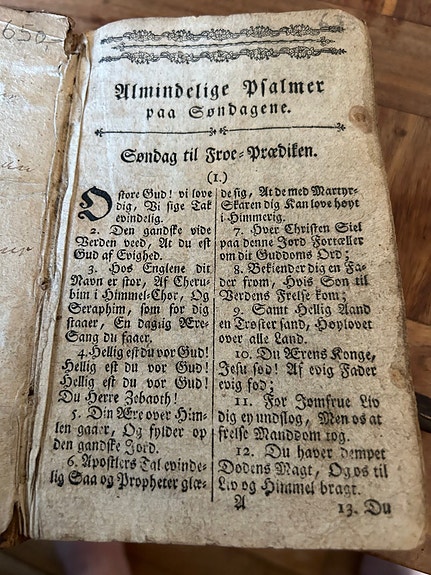 650,-
Almindelige Psalmer
paa Søndagene.
Søndag til Froe-Prædiken.
(1.)
O store Gud! vi love
dig, Vi sige Tak
evindelig.
2. Den gandske vide
Verden veed, At du est
Gud af Evighed.
3. Hos Englene dit
Navn er stor, Af Cheru-
bim i Himmel-Chor, Og
Seraphim, som for dig
staaer, En daglig Ære-
Sang du faaer.
4. Hellig est du vor Gud!
Hellig est du vor Gud!
Hellig est du vor Gud!
Du Herre Zebaoth!
5. Din Ære over Him-
len gaaer, Og fylder op
den gandske Jord.
6. Apostlers Tal evinde-
lig Saa og Propheter glæ-
de sig, At de med Martyr-
Skaren dig Kan love høyt
i Himmerig.
7. Hver Christen Siel
paa denne Jord Fortæller
om dit Guddoms Ord;
8. Bekiender dig en Fa-
der from, Hvis Søn til
Verdens Frelse kom;
9. Samt Hellig Aand
en Trøster sand, Høylovet
over alle Land.
10. Du Ærens Konge,
Jesu sød! Af evig Fader
evig fød;
11. For Jomfrue Liv
dig ey undslog, Men os at
frelse Manddom tog.
12. Du haver dempet
Dødens Magt, Og os til
Liv og Himmel bragt.
A
13. Du